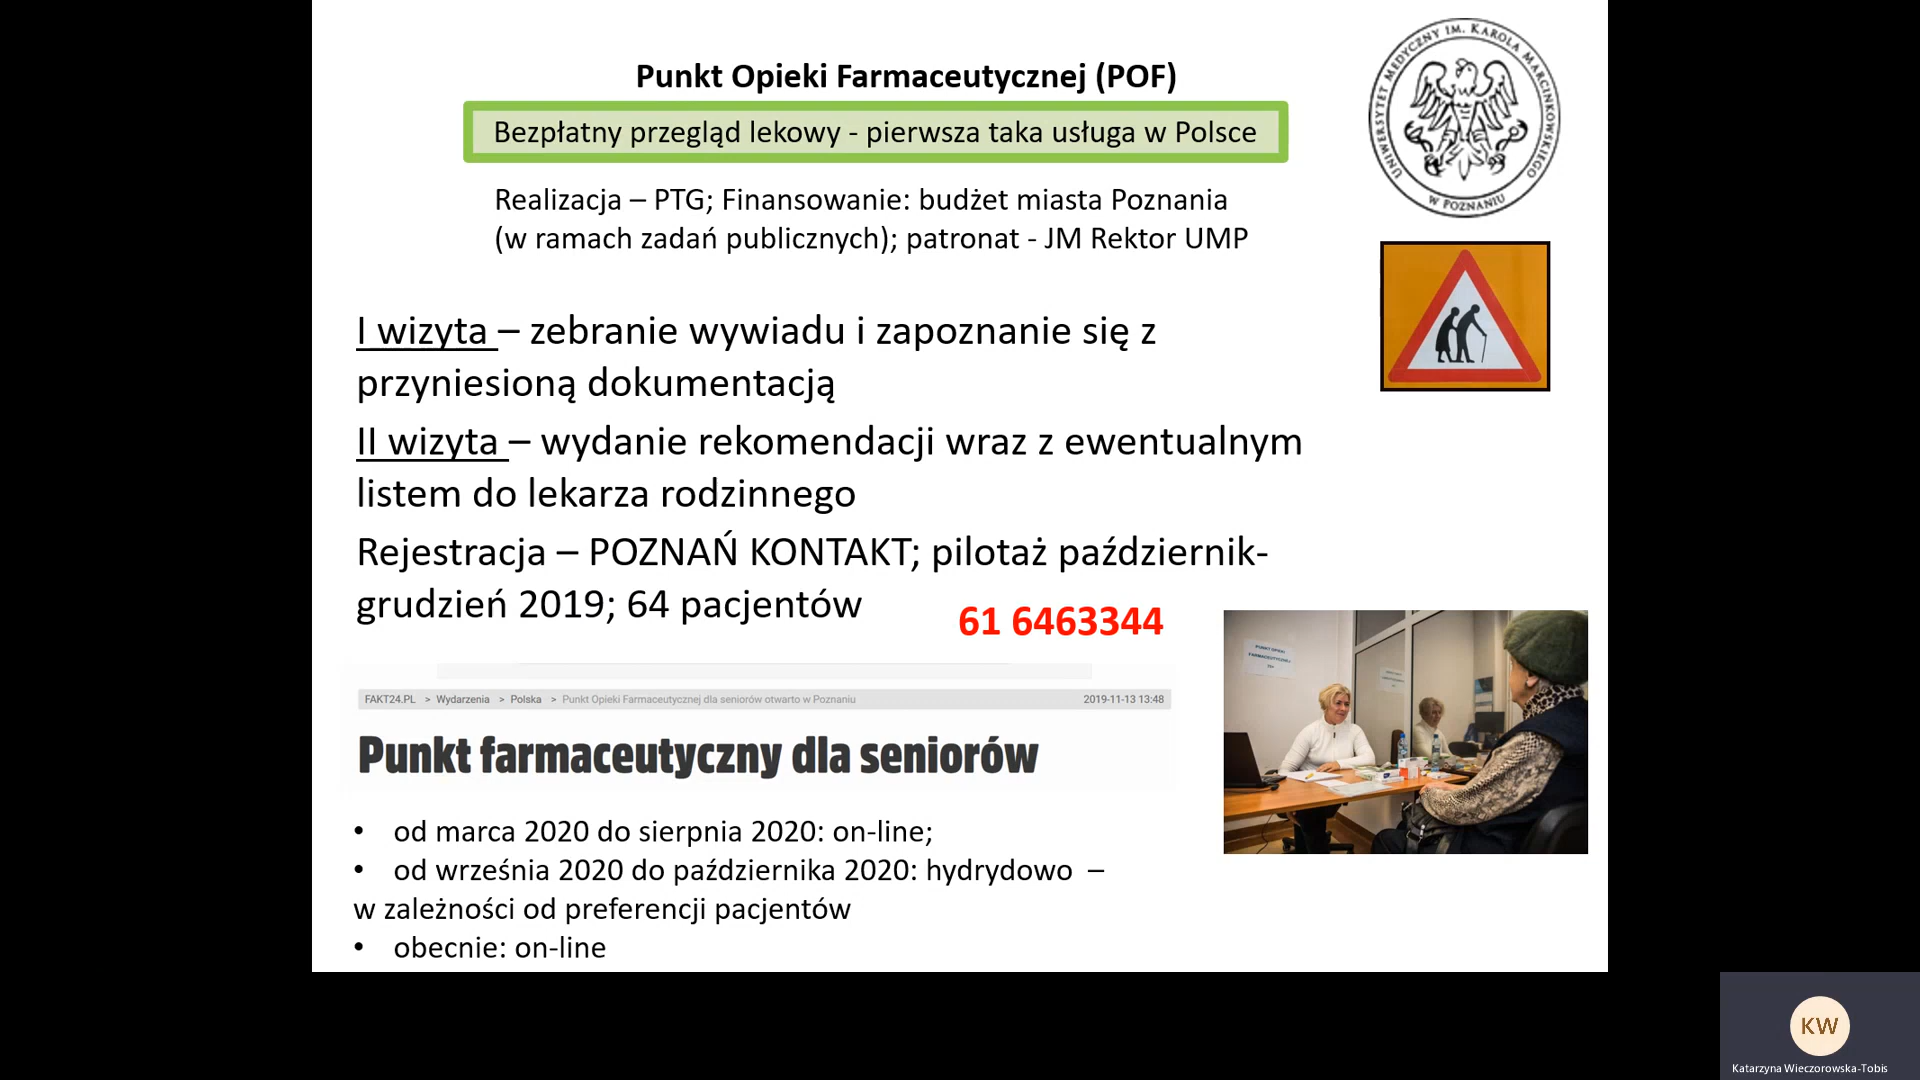 Punkt Opieki Farmaceutycznej (POF)
Bezpłatny przegląd lekowy - pierwsza taka usługa w Polsce
Realizacja – PTG; Finansowanie: budżet miasta Poznania
(w ramach zadań publicznych); patronat - JM Rektor UMP
UNIWERSYTET MEDYCZNY IM. KAROLA MARCINKOWSKIEGO
W POZNANIU
I wizyta – zebranie wywiadu i zapoznanie się z
przyniesioną dokumentacją
II wizyta – wydanie rekomendacji wraz z ewentualnym
listem do lekarza rodzinnego
Rejestracja – POZNAŃ KONTAKT; pilotaż październik-
grudzień 2019; 64 pacjentów
61 6463344
FAKT24.PL > Wydarzenia > Polska > Punkt Opieki Farmaceutycznej dla seniorów otwarto w Poznaniu 2019-11-13 13:48
Punkt farmaceutyczny dla seniorów
PUNKT OPIEKI
FARMACEUTYCZNEJ
• od marca 2020 do sierpnia 2020: on-line;
• od września 2020 do października 2020: hydrydowo –
w zależności od preferencji pacjentów
• obecnie: on-line
KW
Katarzyna Wieczorowska-Tobis